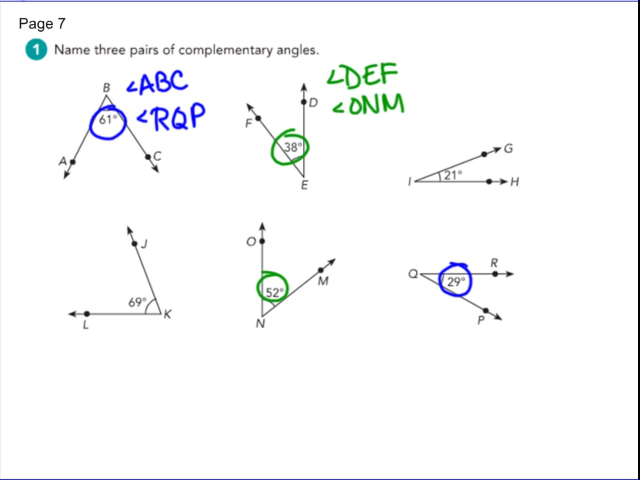 Page 7
1 Name three pairs of complementary angles.
B ∠ABC
61° ∠RQP
A
C
∠DEF
D ∠ONM
F
38°
E
G
I 21° H
J
69°
L K
O
M
52°
N
R
Q 29°
P